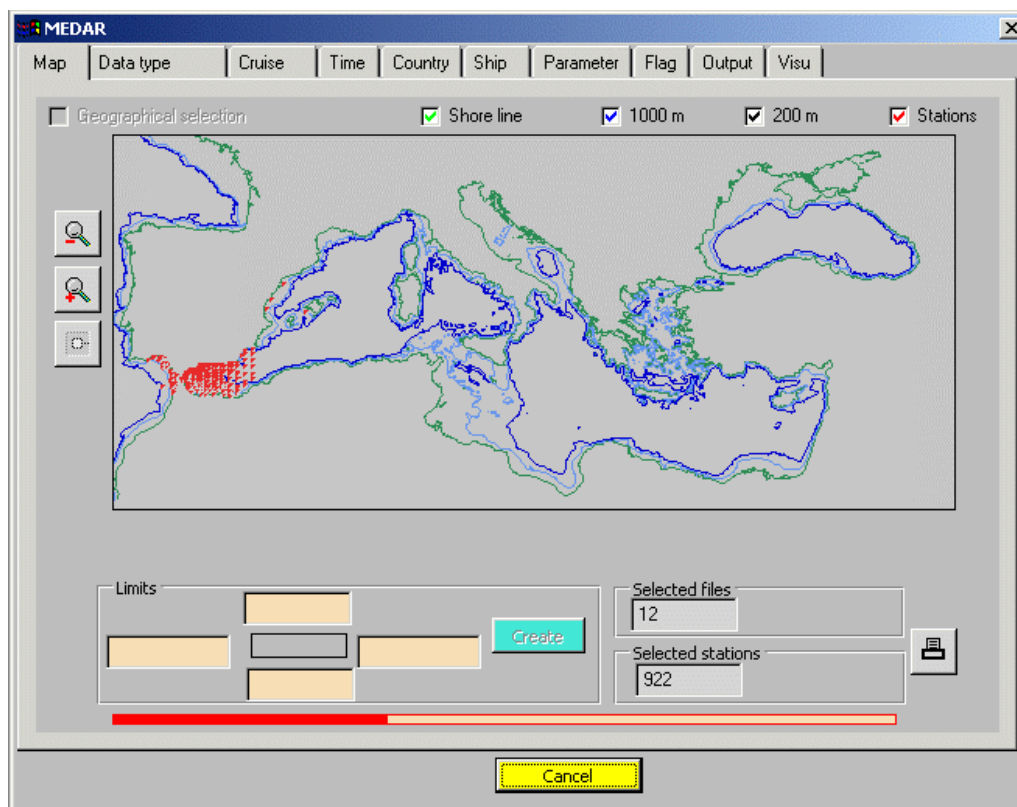 MEDAR
Map Data type Cruise Time Country Ship Parameter Flag Output Visu
Geographical selection Shore line 1000 m 200 m Stations
Limits
Create
Selected files
12
Selected stations
922
Cancel